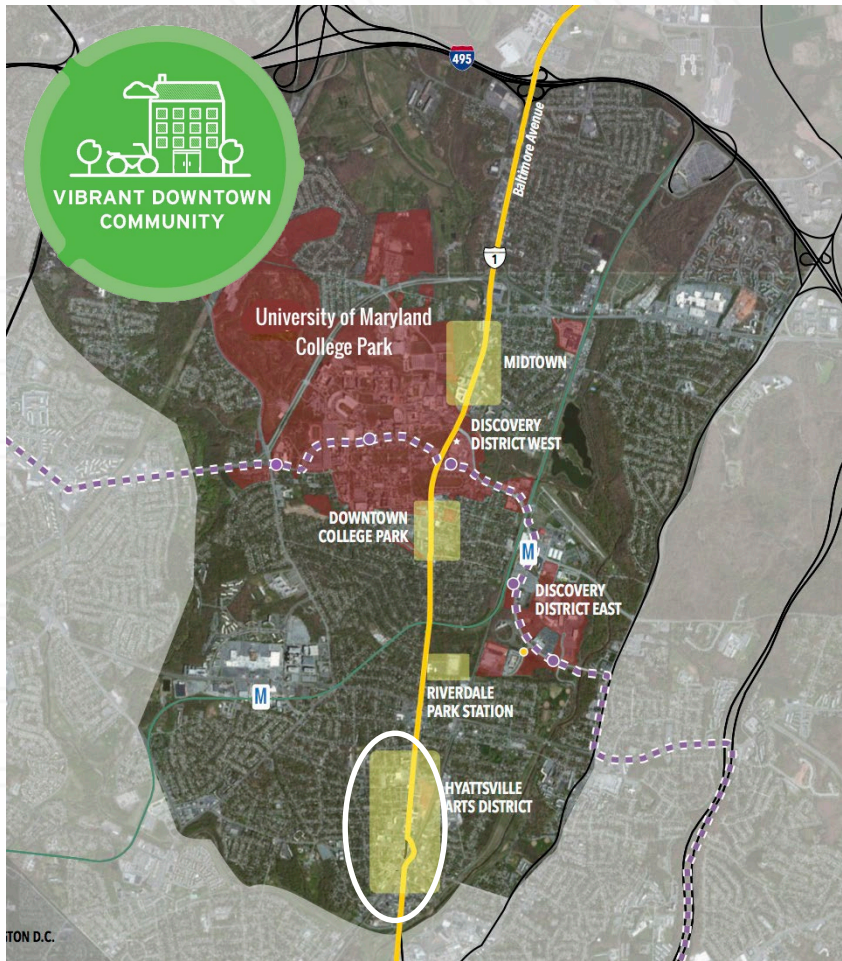 VIBRANT DOWNTOWN
COMMUNITY
495
Baltimore Avenue
1
University of Maryland
College Park
MIDTOWN
DISCOVERY
DISTRICT WEST
DOWNTOWN
COLLEGE PARK
M
DISCOVERY
DISTRICT EAST
M
RIVERDALE
PARK STATION
HYATTSVILLE
ARTS DISTRICT
GTON D.C.